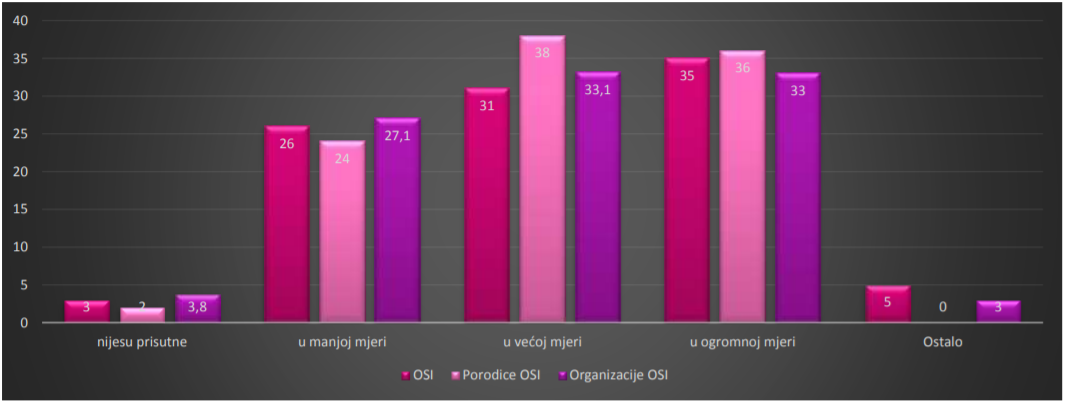 40
35
30
25
20
15
10
5
0
3 2 3,8
26 24 27,1
31 38 33,1
35 36 33
5 0 3
nijesu prisutne u manjoj mjeri u većoj mjeri u ogromnoj mjeri Ostalo
OSI Porodice OSI Organizacije OSI